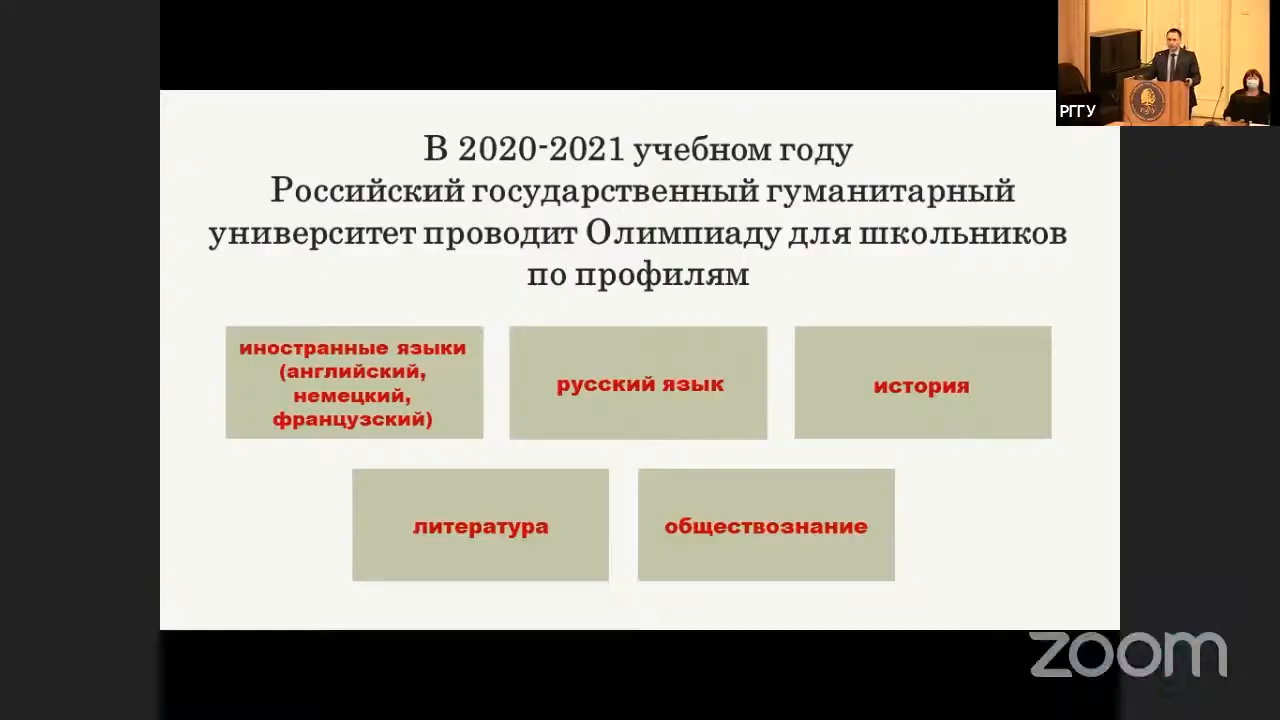 РГГУ
В 2020-2021 учебном году
Российский государственный гуманитарный
университет проводит Олимпиаду для школьников
по профилям
иностранные языки
(английский,
немецкий,
французский)
русский язык
история
литература
обществознание
zoom